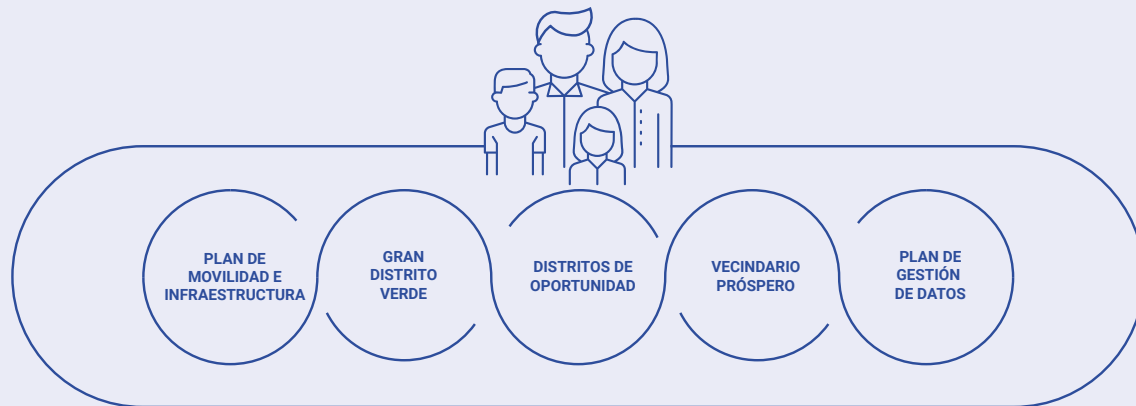 PLAN DE
MOVILIDAD E
INFRAESTRUCTURA
GRAN
DISTRITO
VERDE
DISTRITOS DE
OPORTUNIDAD
VECINDARIO
PRÓSPERO
PLAN DE
GESTIÓN
DE DATOS